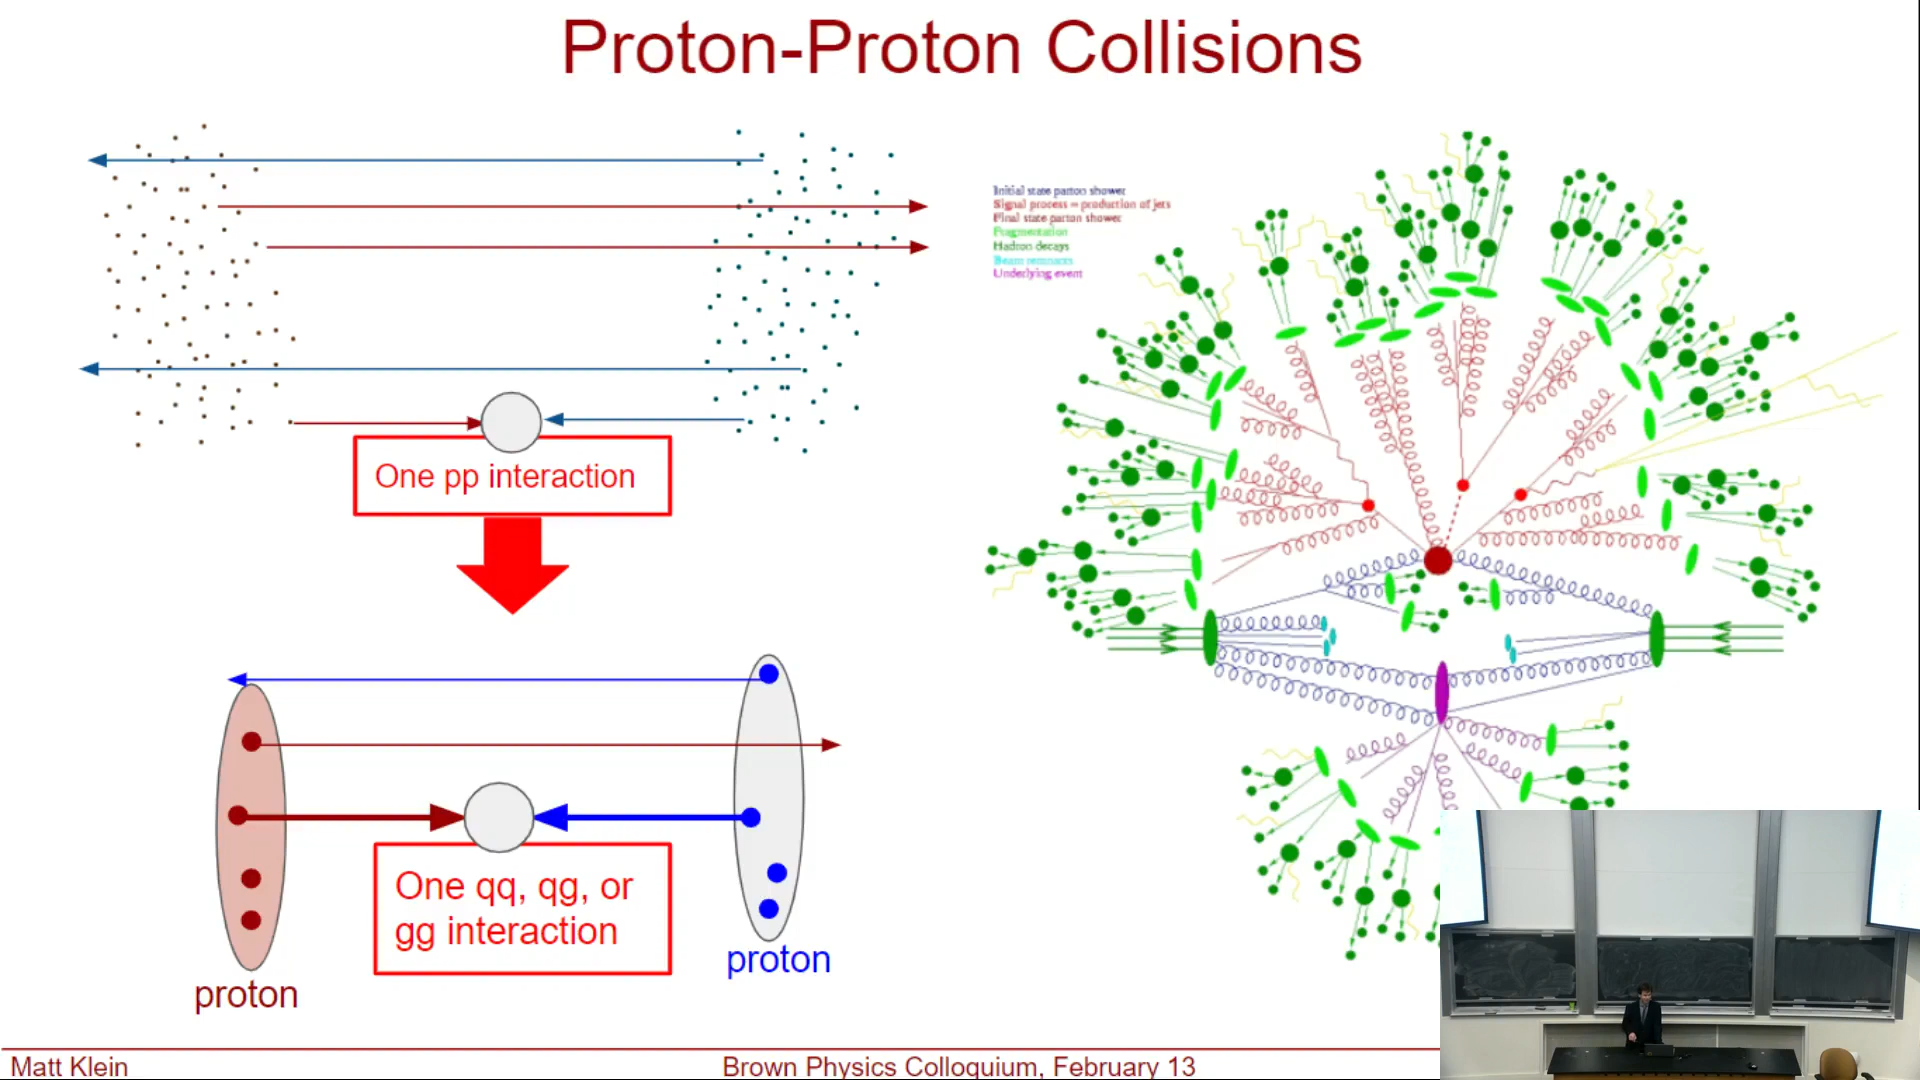 Proton-Proton Collisions
Initial state parton shower
Signal process = production of jets
Final state parton shower
Fragmentation
Hadron decays
Beam remnants
Underlying event
One pp interaction
One qq, qg, or
gg interaction
proton
proton
Matt Klein
Brown Physics Colloquium, February 13